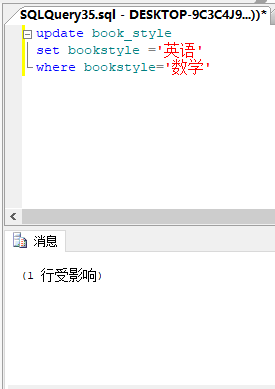 SQLQuery35.sql - DESKTOP-9C3C4J9...))*
update book_style
set bookstyle ='英语'
where bookstyle='数学'
消息
(1 行受影响)